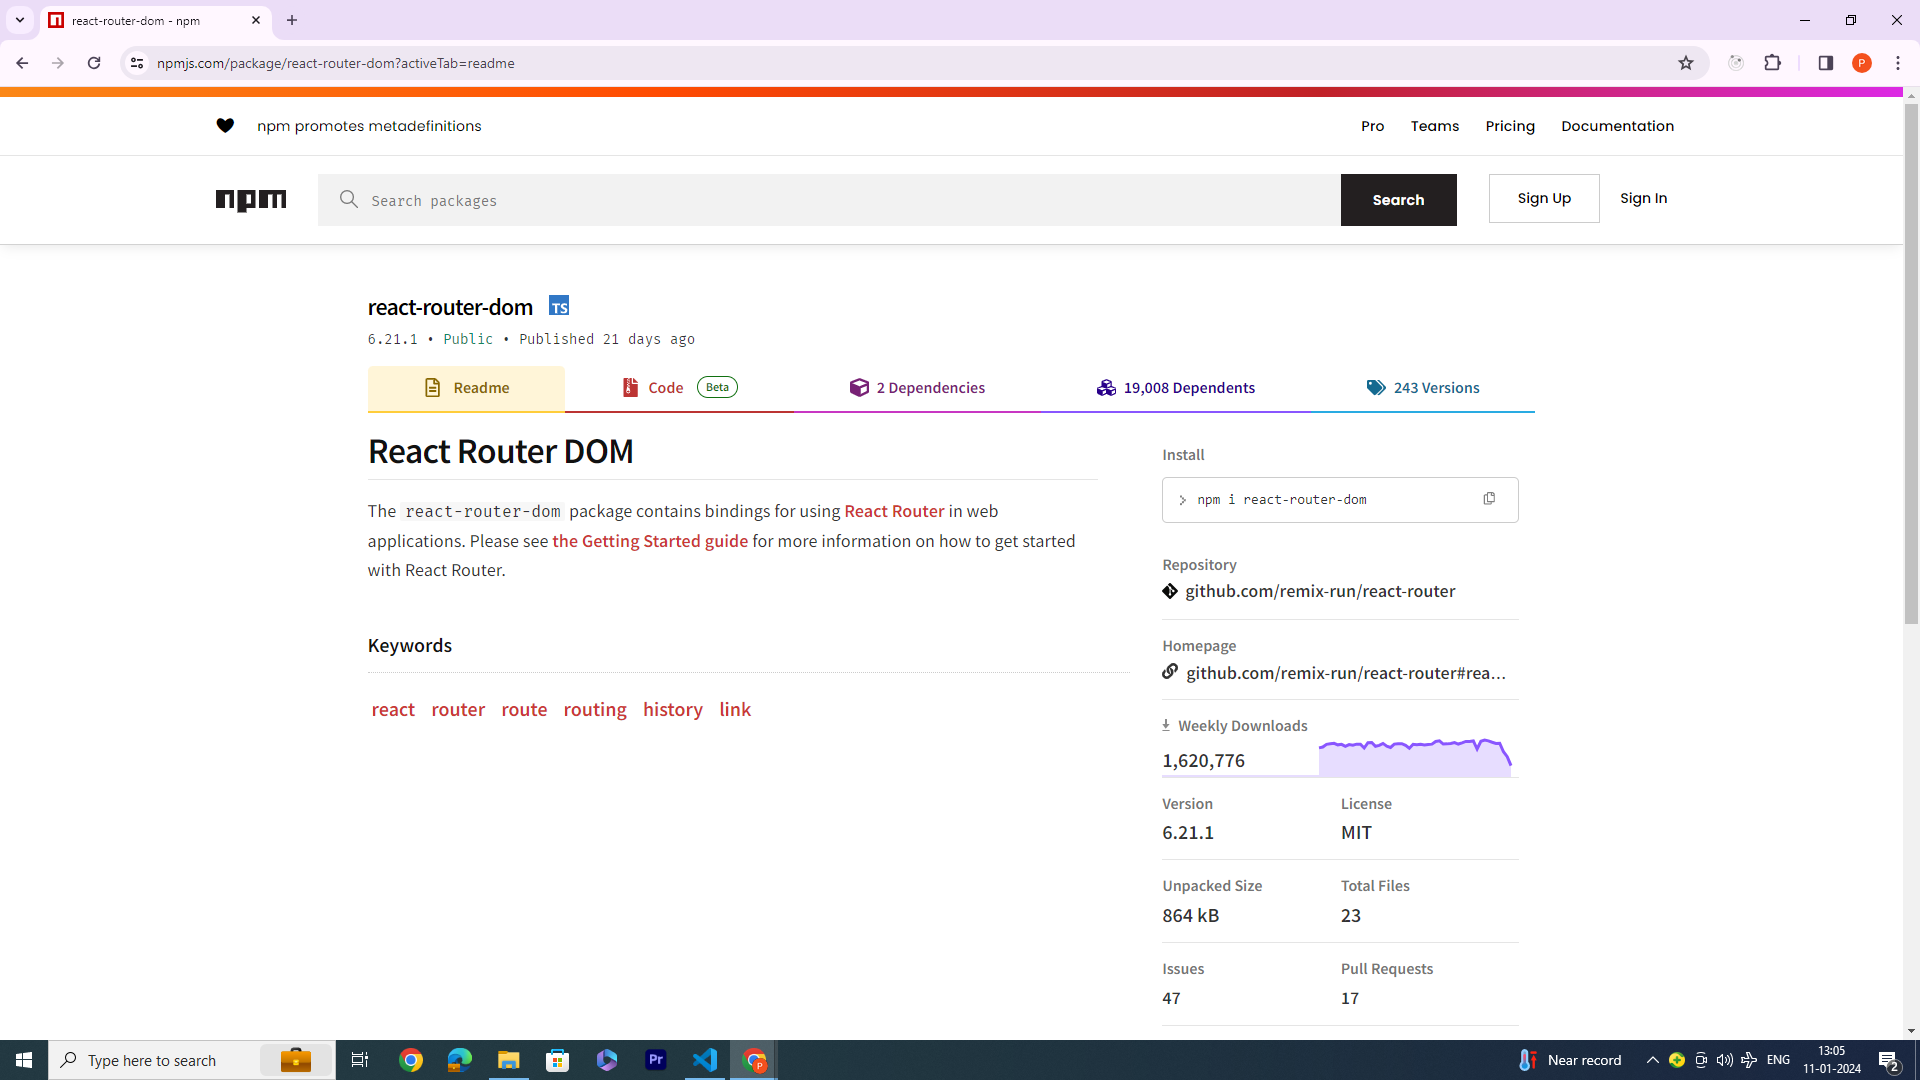 react-router-dom - npm
npmjs.com/package/react-router-dom?activeTab=readme
P
npm promotes metadefinitions
Pro
Teams
Pricing
Documentation
npm
Search packages
Search
Sign Up
Sign In
react-router-dom
TS
6.21.1 • Public • Published 21 days ago
Readme
Code
Beta
2 Dependencies
19,008 Dependents
243 Versions
React Router DOM
The react-router-dom package contains bindings for using React Router in web
applications. Please see the Getting Started guide for more information on how to get started
with React Router.
Keywords
react router route routing history link
Install
npm i react-router-dom
Repository
github.com/remix-run/react-router
Homepage
github.com/remix-run/react-router#rea...
Weekly Downloads
1,620,776
Version
License
6.21.1
MIT
Unpacked Size
Total Files
864 kB
23
Issues
Pull Requests
47
17
Type here to search
Pr
P
Near record
ENG
13:05
11-01-2024
2